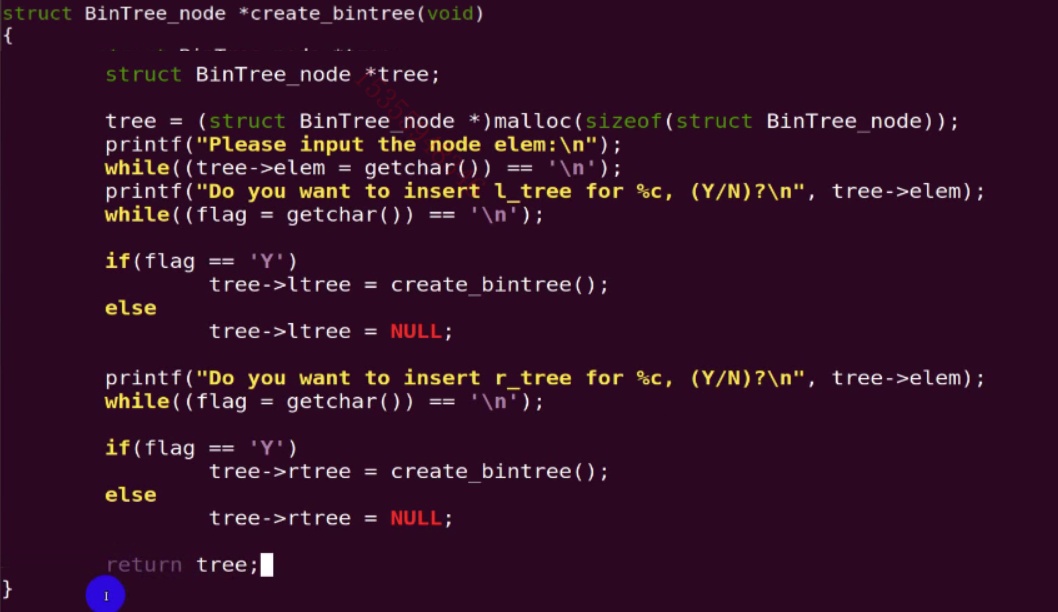 struct BinTree_node *create_bintree(void)
{
        struct BinTree_node *tree;
        tree = (struct BinTree_node *)malloc(sizeof(struct BinTree_node));
        printf("Please input the node elem:\n");
        while((tree->elem = getchar()) == '\n');
        printf("Do you want to insert l_tree for %c, (Y/N)?\n", tree->elem);
        while((flag = getchar()) == '\n');
        if(flag == 'Y')
                tree->ltree = create_bintree();
        else
                tree->ltree = NULL;
        printf("Do you want to insert r_tree for %c, (Y/N)?\n", tree->elem);
        while((flag = getchar()) == '\n');
        if(flag == 'Y')
                tree->rtree = create_bintree();
        else
                tree->rtree = NULL;
        return tree;
}